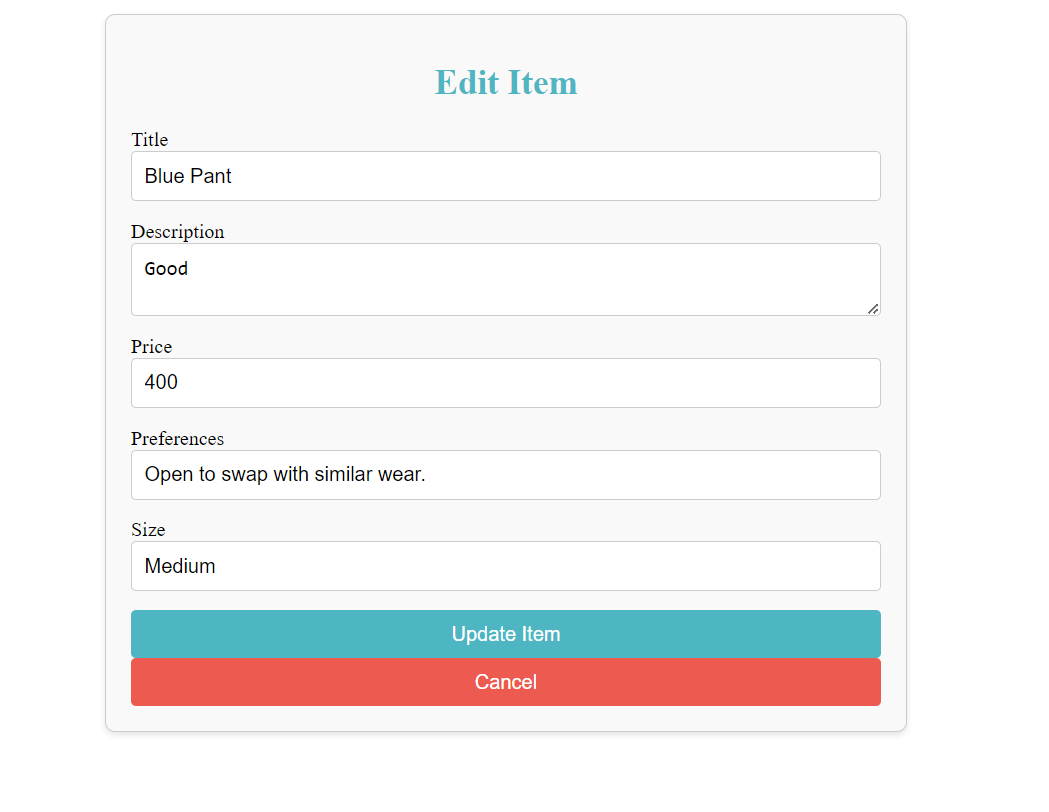 Edit Item
Title
Blue Pant
Description
Good
Price
400
Preferences
Open to swap with similar wear.
Size
Medium
Update Item
Cancel